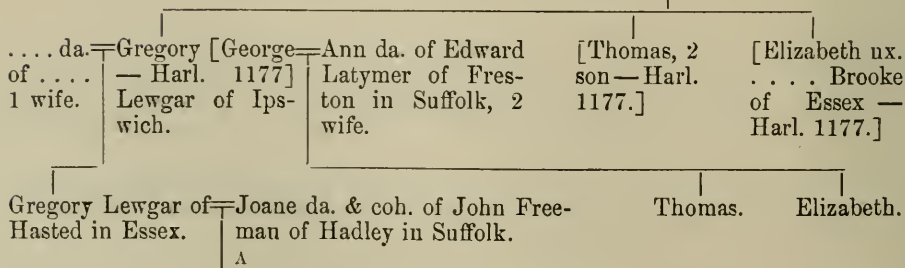 . . . . da.
of . . . .
1 wife.
Gregory [George
— Harl. 1177]
Lewgar of Ips-
wich.
Ann da. of Edward
Latymer of Fres-
ton in Suffolk, 2
wife.
[Thomas, 2
son—Harl.
1177.]
[Elizabeth ux.
. . . . Brooke
of Essex —
Harl. 1177.]
Gregory Lewgar of
Hasted in Essex.
Joane da. & coh. of John Free-
man of Hadley in Suffolk.
Thomas.
Elizabeth.
A